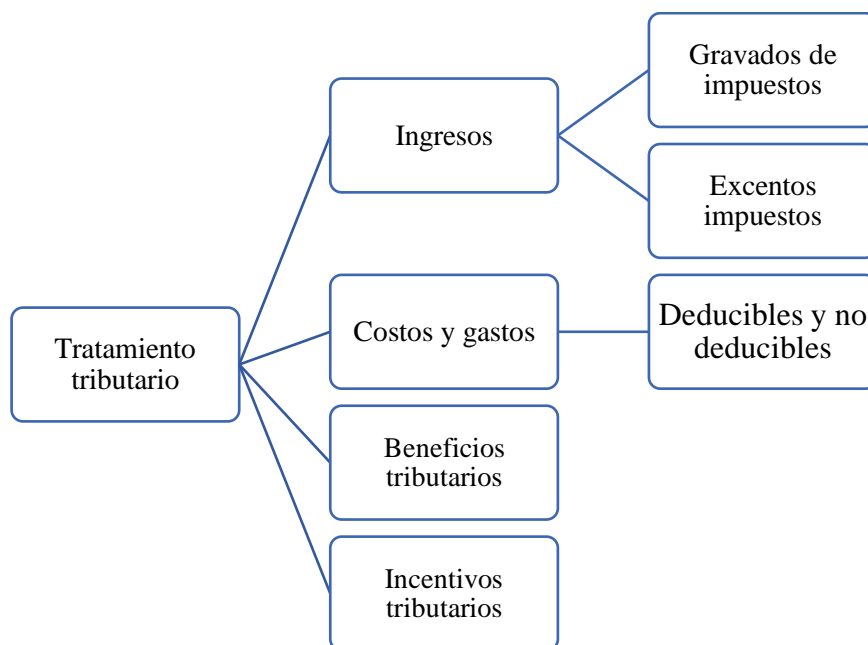 Gravados de
impuestos
Ingresos
Excentos
impuestos
Tratamiento
tributario
Costos y gastos
Deducibles y no
deducibles
Beneficios
tributarios
Incentivos
tributarios